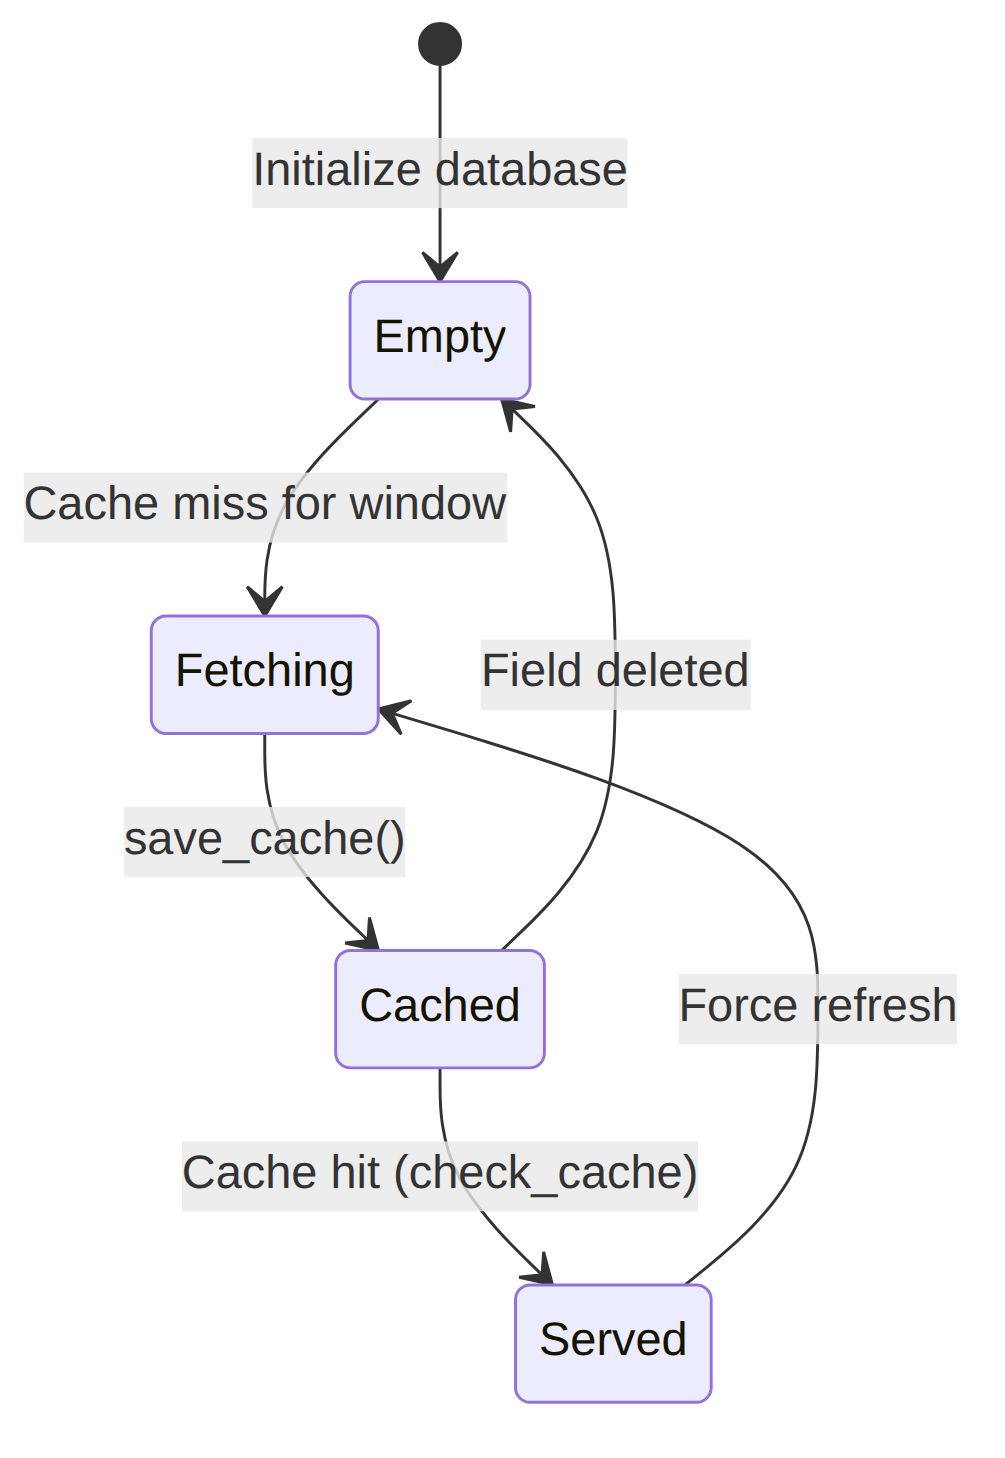 Initialize database
Empty
Cache miss for window
Fetching
Field deleted
save_cache()
Cached
Force refresh
Cache hit (check_cache)
Served